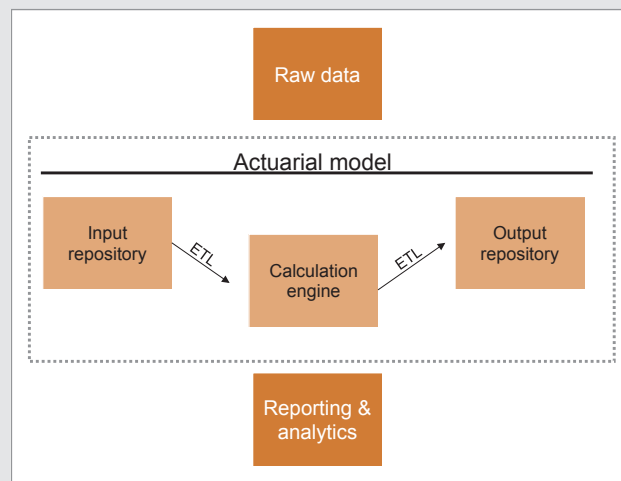 Raw data
Actuarial model
Input
repository
ETL
Calculation
engine
ETL
Output
repository
Reporting &
analytics